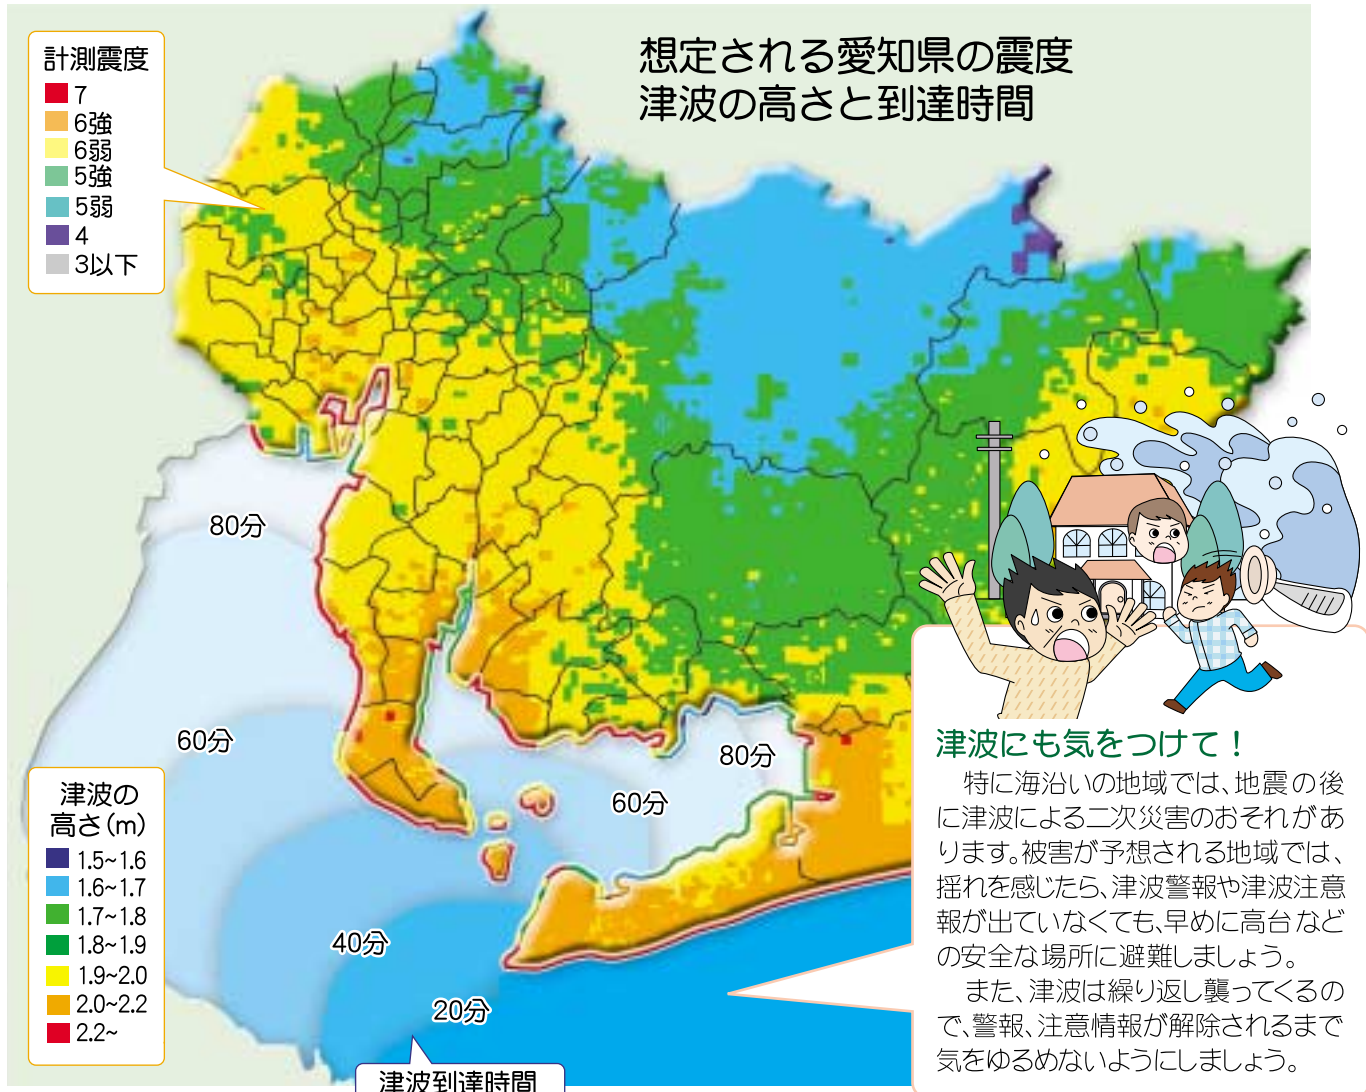 想定される愛知県の震度
津波の高さと到達時間
計測震度
7
6強
6弱
5強
5弱
4
3以下
80分
60分
80分
60分
40分
20分
津波の
高さ(m)
1.5~1.6
1.6~1.7
1.7~1.8
1.8~1.9
1.9~2.0
2.0~2.2
2.2~
津波到達時間
津波にも気をつけて!
特に海沿いの地域では、地震の後
に津波による二次災害のおそれがあ
ります。被害が予想される地域では、
揺れを感じたら、津波警報や津波注意
報が出ていなくても、早めに高台など
の安全な場所に避難しましょう。
また、津波は繰り返し襲ってくるの
で、警報、注意情報が解除されるまで
気をゆるめないようにしましょう。